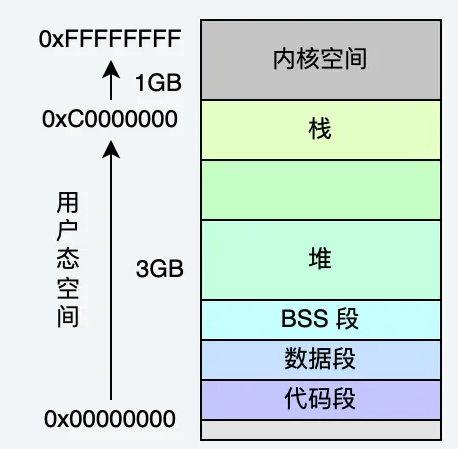 0xFFFFFFFF
内核空间
1GB
0xC0000000
栈
用户态空间
3GB
堆
BSS 段
数据段
代码段
0x00000000